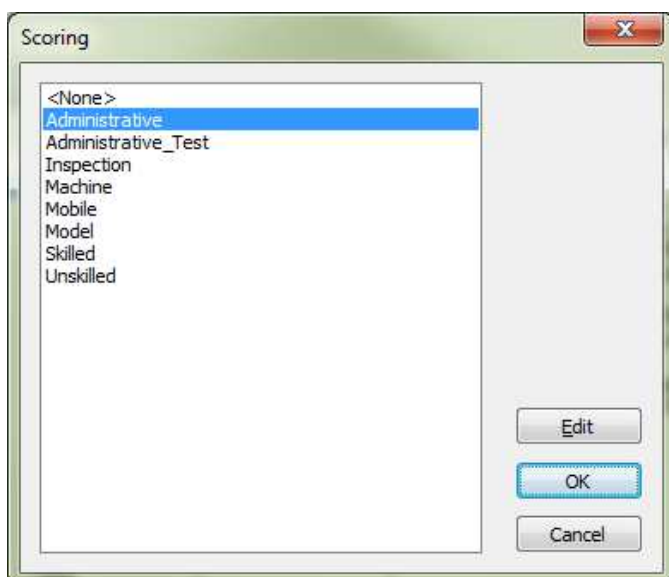 Scoring
<None>
Administrative
Administrative_Test
Inspection
Machine
Mobile
Model
Skilled
Unskilled
Edit
OK
Cancel